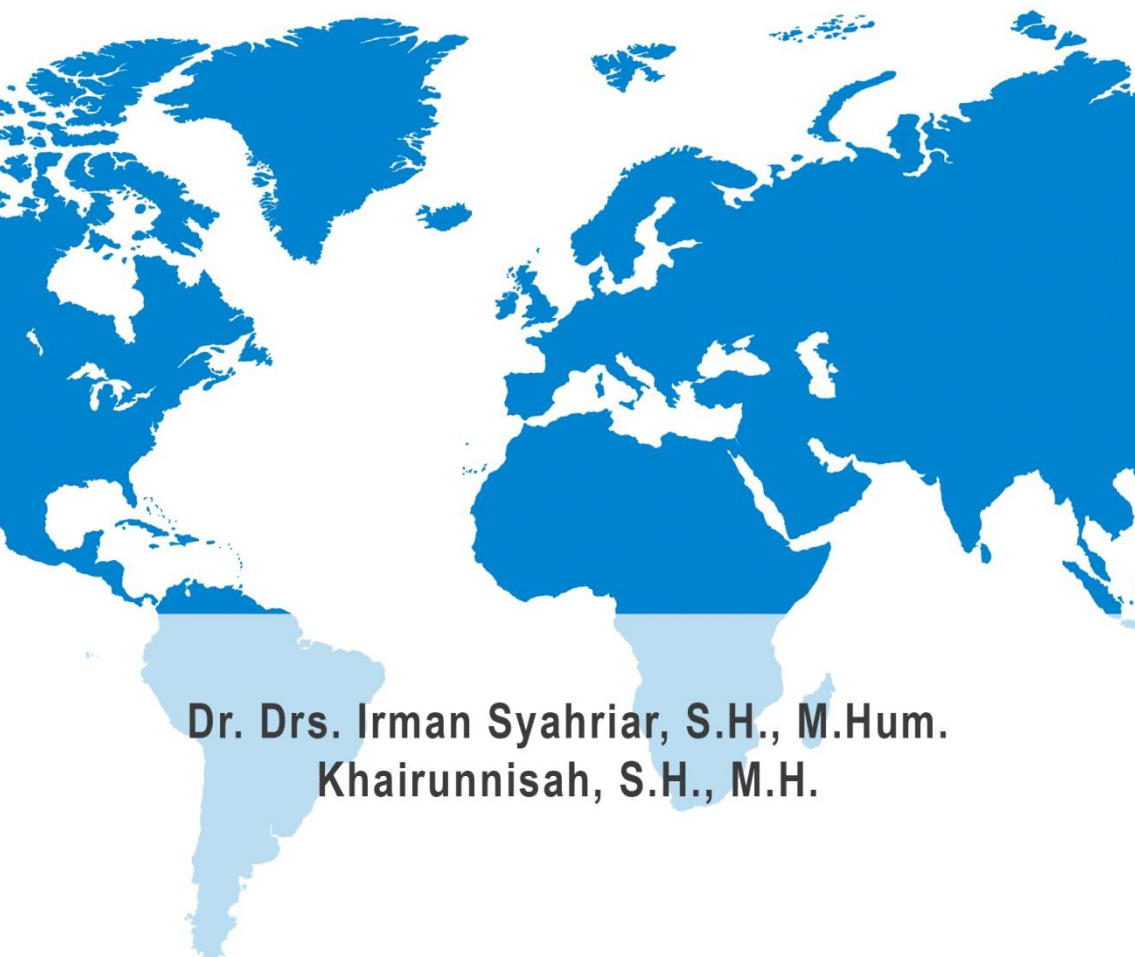 Dr. Drs. Irman Syahriar, S.H., M.Hum.
Khairunnisah, S.H., M.H.